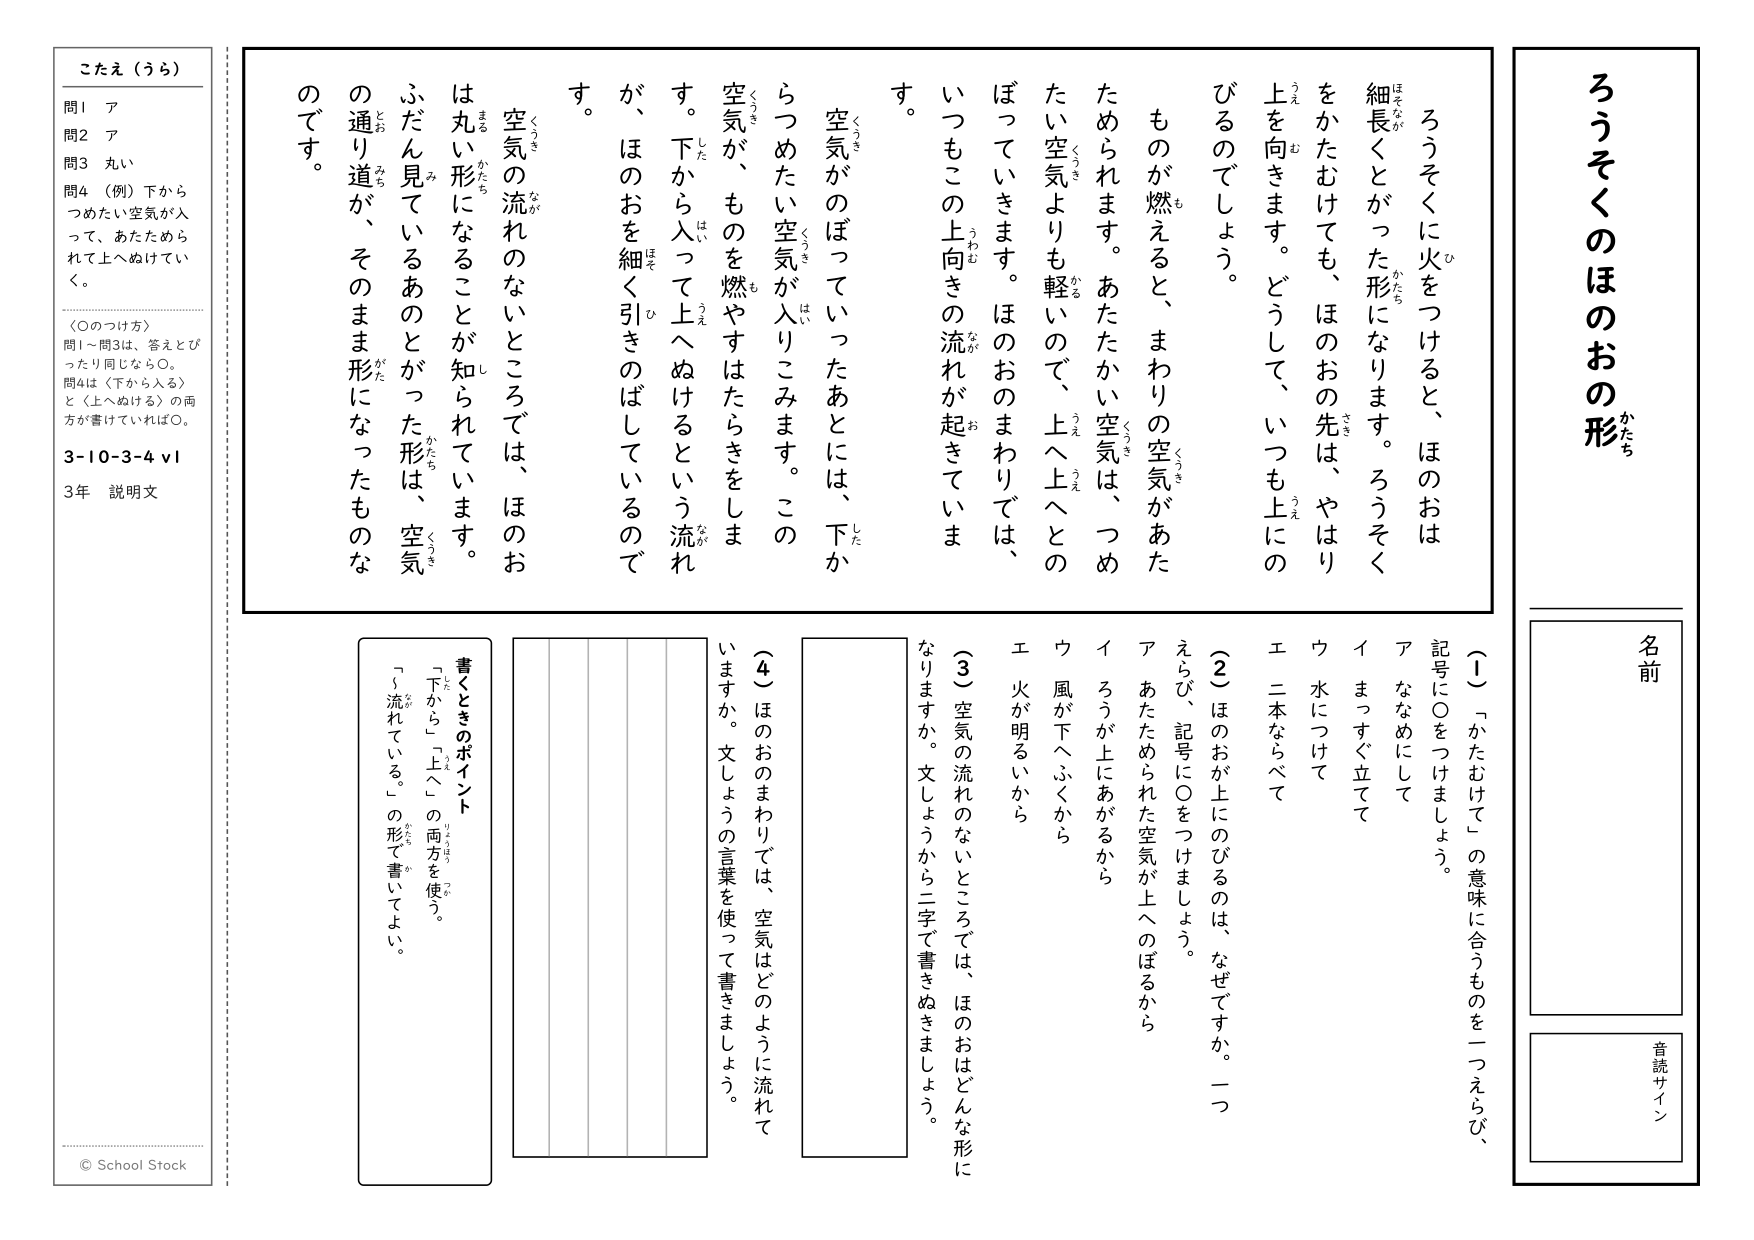 ろうそくのほのおの形
かたち
名前
音読サイン
ろうそくに火をつけると、ほのおは
細長くとがった形になります。ろうそく
をかたむけても、ほのおの先は、やはり
上を向きます。どうして、いつも上にの
びるのでしょう。
ものが燃えると、まわりの空気があた
ためられます。あたたかい空気は、つめ
たい空気よりも軽いので、上へ上へとの
ぼっていきます。ほのおのまわりでは、
いつもこの上向きの流れが起きていま
す。
空気がのぼっていったあとには、下か
らつめたい空気が入りこみます。この
空気が、ものを燃やすはたらきをしま
す。下から入って上へぬけるという流れ
が、ほのおを細く引きのばしているので
す。
空気の流れのないところでは、ほのお
は丸い形になることが知られています。
ふだん見ているあのとがった形は、空気
の通り道が、そのまま形になったものな
のです。
(1)「かたむけて」の意味に合うものを一つえらび、
記号に○をつけましょう。
ア ななめにして
イ まっすぐ立てて
ウ 水につけて
エ 二本ならべて
(2) ほのおが上にのびるのは、なぜですか。一つ
えらび、記号に○をつけましょう。
ア あたためられた空気が上へのぼるから
イ ろうが上にあがるから
ウ 風が下へふくから
エ 火が明るいから
(3) 空気の流れのないところでは、ほのおはどんな形に
なりますか。文しょうから二字で書きぬきましょう。
(4) ほのおのまわりでは、空気はどのように流れて
いますか。文しょうの言葉を使って書きましょう。
書くときのポイント
「下から」「上へ」の両方を使う。
「〜流れている。」の形で書いてよい。
こたえ(うら)
問1 ア
問2 ア
問3 丸い
問4 (例)下から
つめたい空気が入
って、あたためら
れて上へぬけてい
く。
〈○のつけ方〉
問1〜問3は、答えとぴ
ったり同じなら○。
問4は〈下から入る〉
と〈上へぬける〉の両
方が書けていれば○。
3-10-3-4 v1
3年 説明文
© School Stock